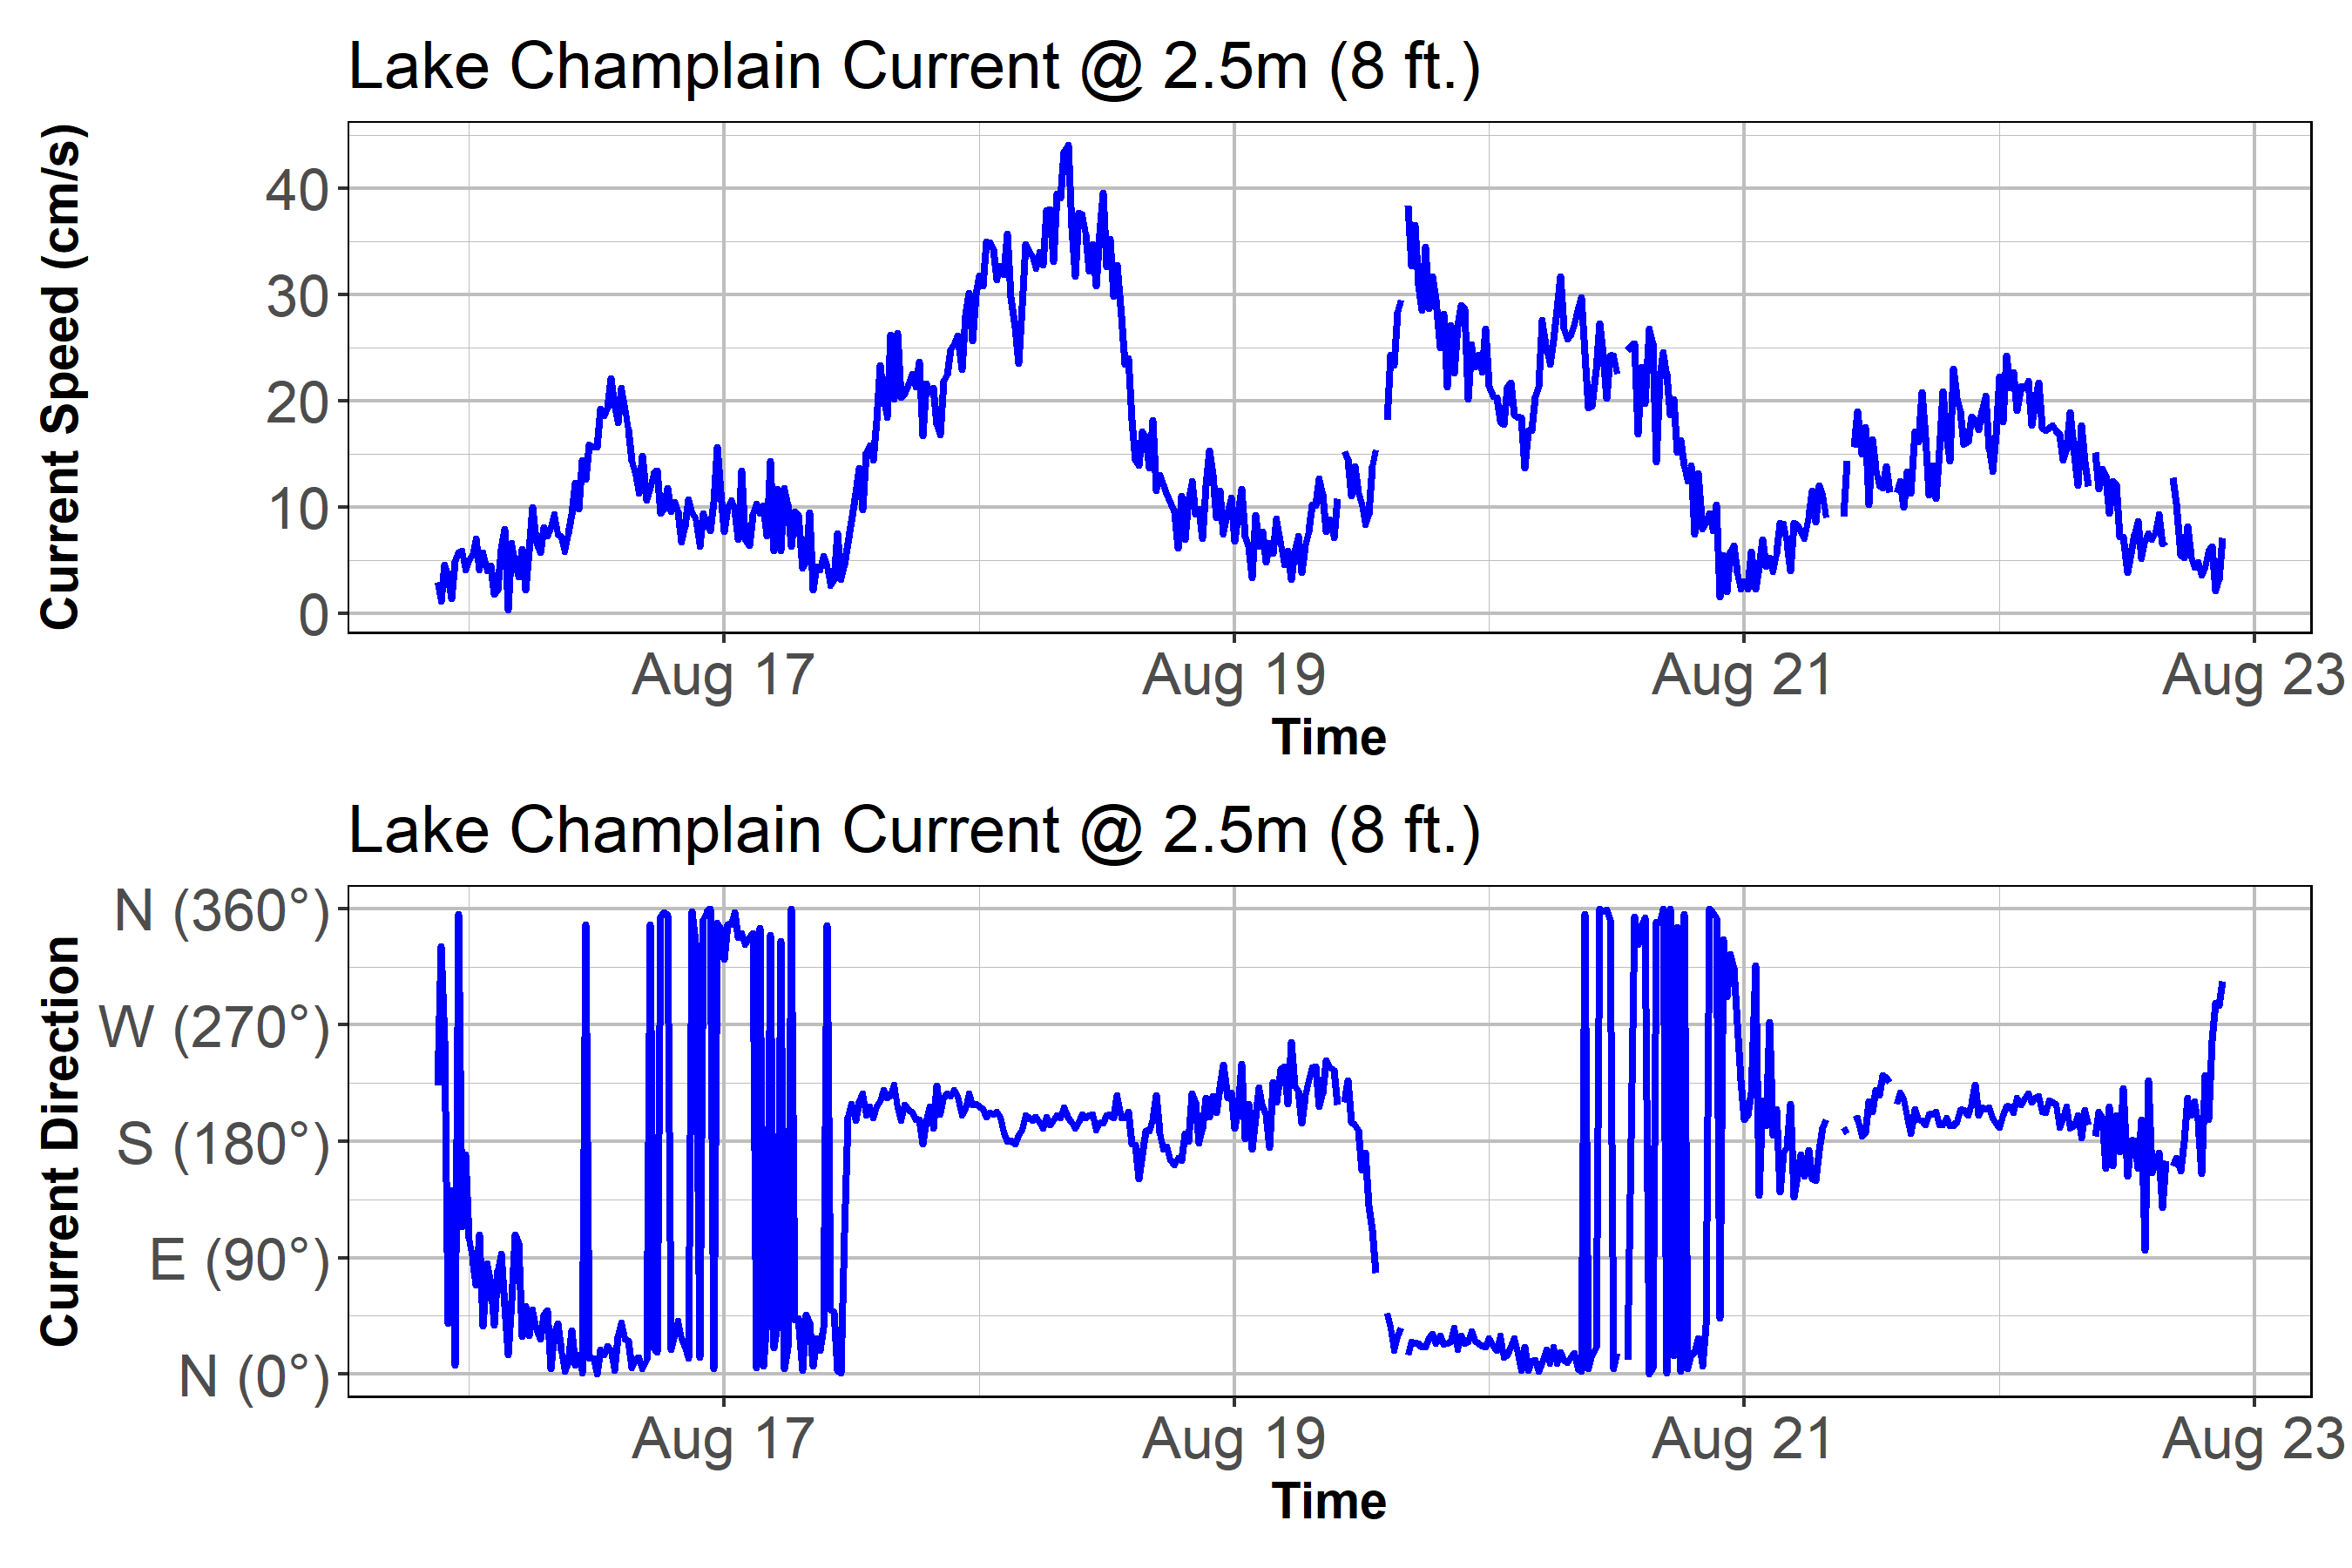 Lake Champlain Current @ 2.5m (8 ft.)
Current Speed (cm/s)
40
30
20
10
0
Aug 17 Aug 19 Aug 21 Aug 23
Time
Lake Champlain Current @ 2.5m (8 ft.)
Current Direction
N (360°)
W (270°)
S (180°)
E (90°)
N (0°)
Aug 17 Aug 19 Aug 21 Aug 23
Time